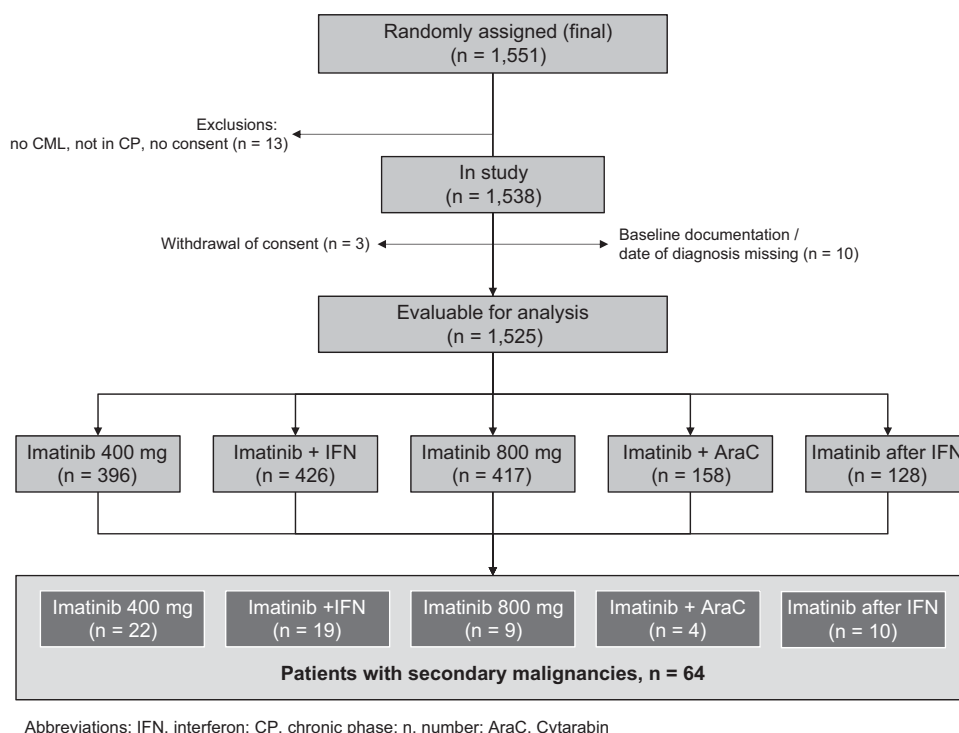 Randomly assigned (final)
(n = 1,551)
Exclusions:
no CML, not in CP, no consent (n = 13)
In study
(n = 1,538)
Withdrawal of consent (n = 3)
Baseline documentation /
date of diagnosis missing (n = 10)
Evaluable for analysis
(n = 1,525)
Imatinib 400 mg
(n = 396)
Imatinib + IFN
(n = 426)
Imatinib 800 mg
(n = 417)
Imatinib + AraC
(n = 158)
Imatinib after IFN
(n = 128)
Imatinib 400 mg
(n = 22)
Imatinib +IFN
(n = 19)
Imatinib 800 mg
(n = 9)
Imatinib + AraC
(n = 4)
Imatinib after IFN
(n = 10)
Patients with secondary malignancies, n = 64
Abbreviations: IFN, interferon; CP, chronic phase; n, number; AraC, Cytarabin